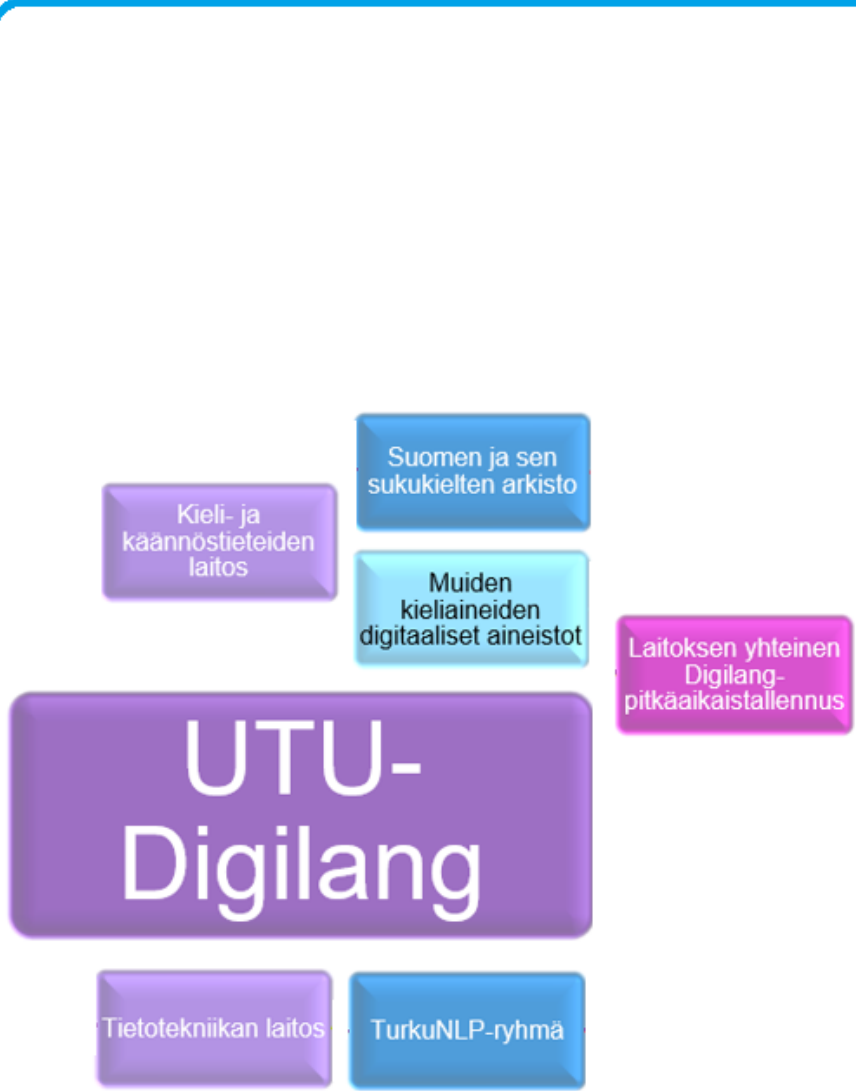 Suomen ja sen
sukukielten arkisto
Kieli- ja
käännöstieteiden
laitos
Muiden
kieliaineiden
digitaaliset aineistot
Laitoksen yhteinen
Digilang-
pitkäaikaistallennus
UTU-
Digilang
Tietotekniikan laitos
TurkuNLP-ryhmä